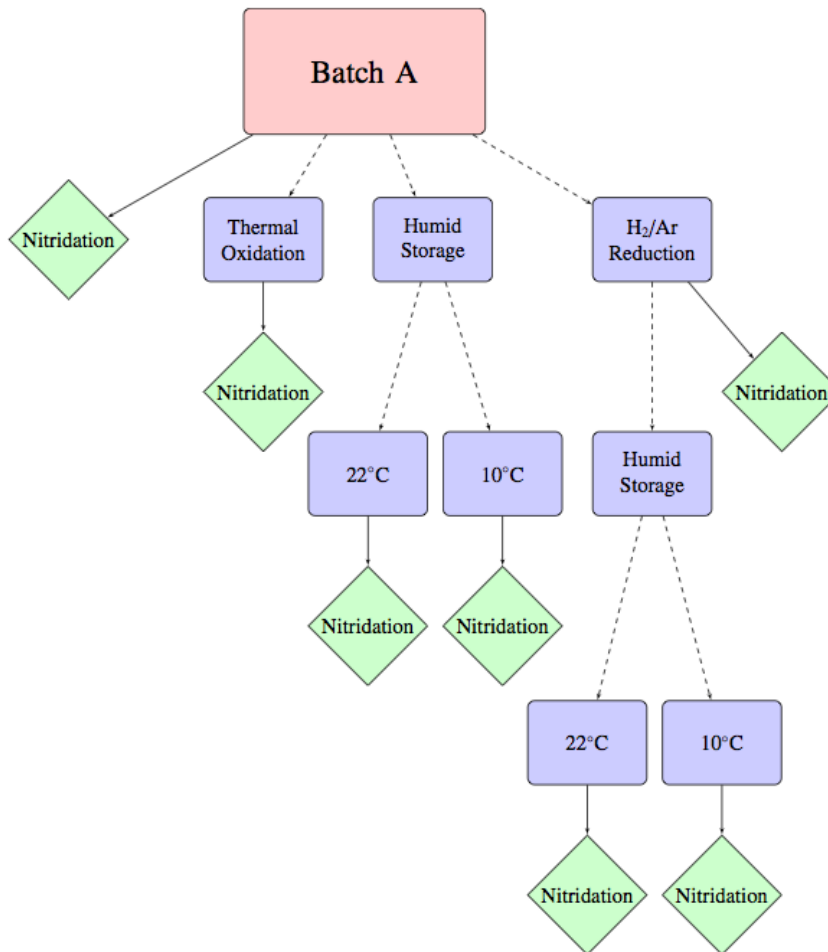 Batch A
Nitridation
Thermal
Oxidation
Humid
Storage
H₂/Ar
Reduction
Nitridation
Nitridation
22°C
10°C
Humid
Storage
Nitridation
Nitridation
22°C
10°C
Nitridation
Nitridation